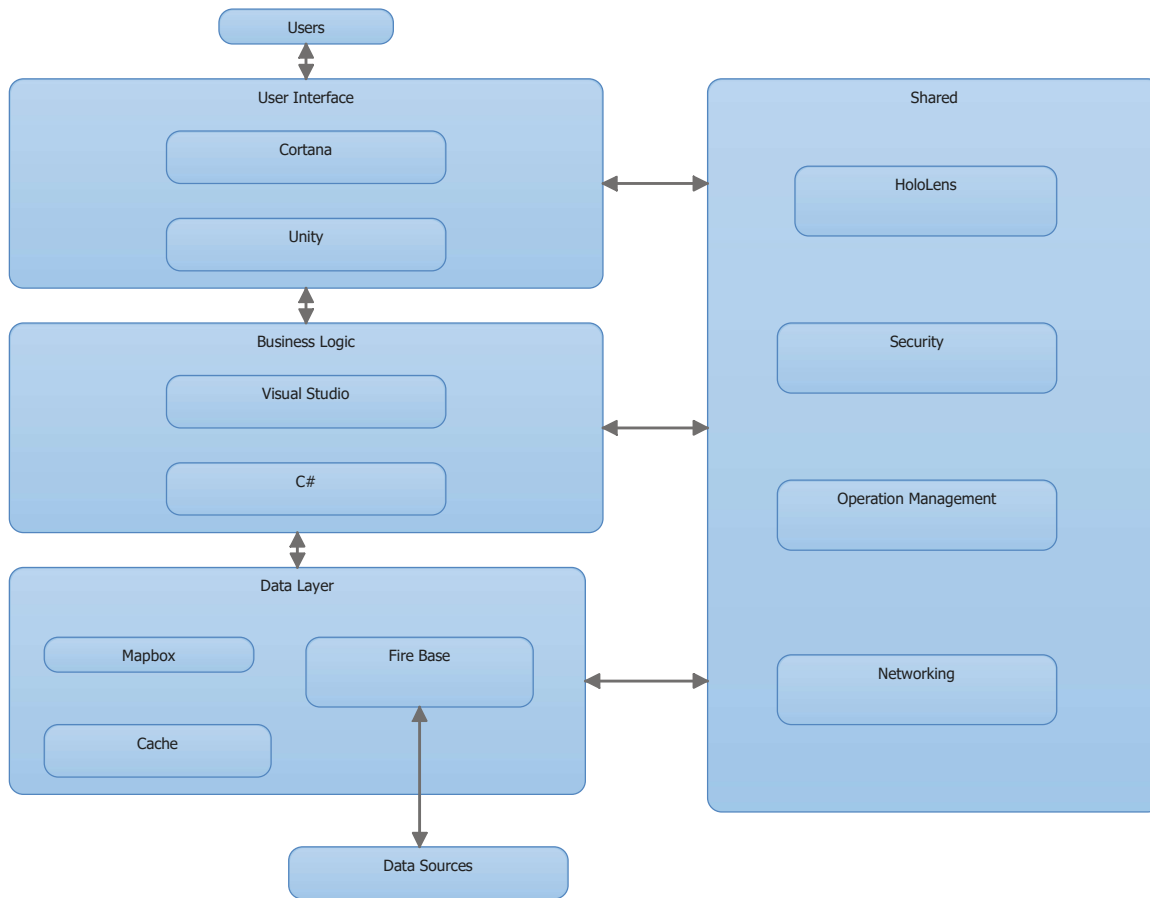 Users
User Interface
Cortana
Unity
Business Logic
Visual Studio
C#
Data Layer
Mapbox
Fire Base
Cache
Data Sources
Shared
HoloLens
Security
Operation Management
Networking